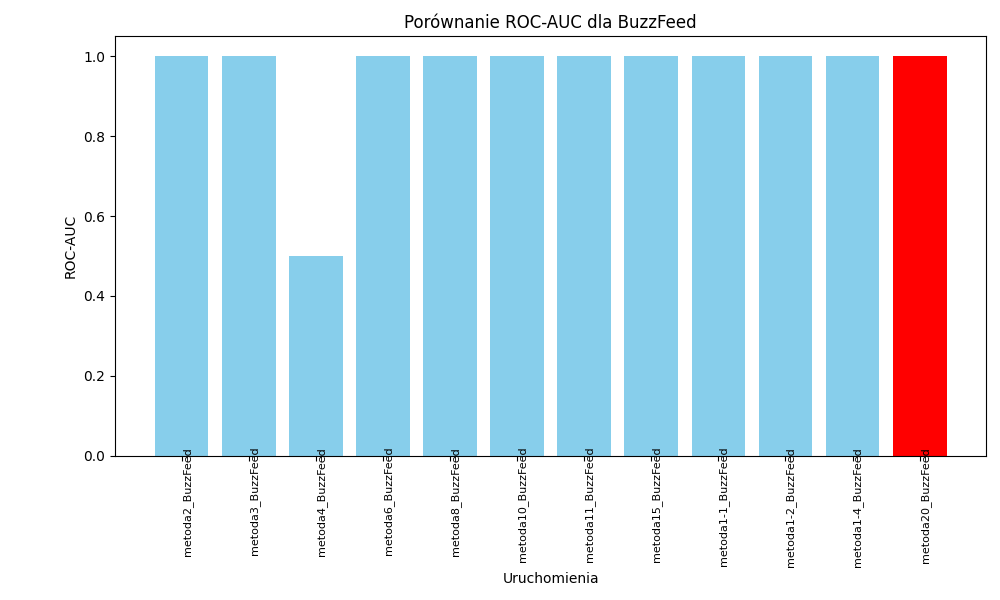 Porównanie ROC-AUC dla BuzzFeed
ROC-AUC
1.0
0.8
0.6
0.4
0.2
0.0
metoda2_BuzzFeed
metoda3_BuzzFeed
metoda4_BuzzFeed
metoda6_BuzzFeed
metoda8_BuzzFeed
metoda10_BuzzFeed
metoda11_BuzzFeed
metoda15_BuzzFeed
metoda1-1_BuzzFeed
metoda1-2_BuzzFeed
metoda1-4_BuzzFeed
metoda20_BuzzFeed
Uruchomienia